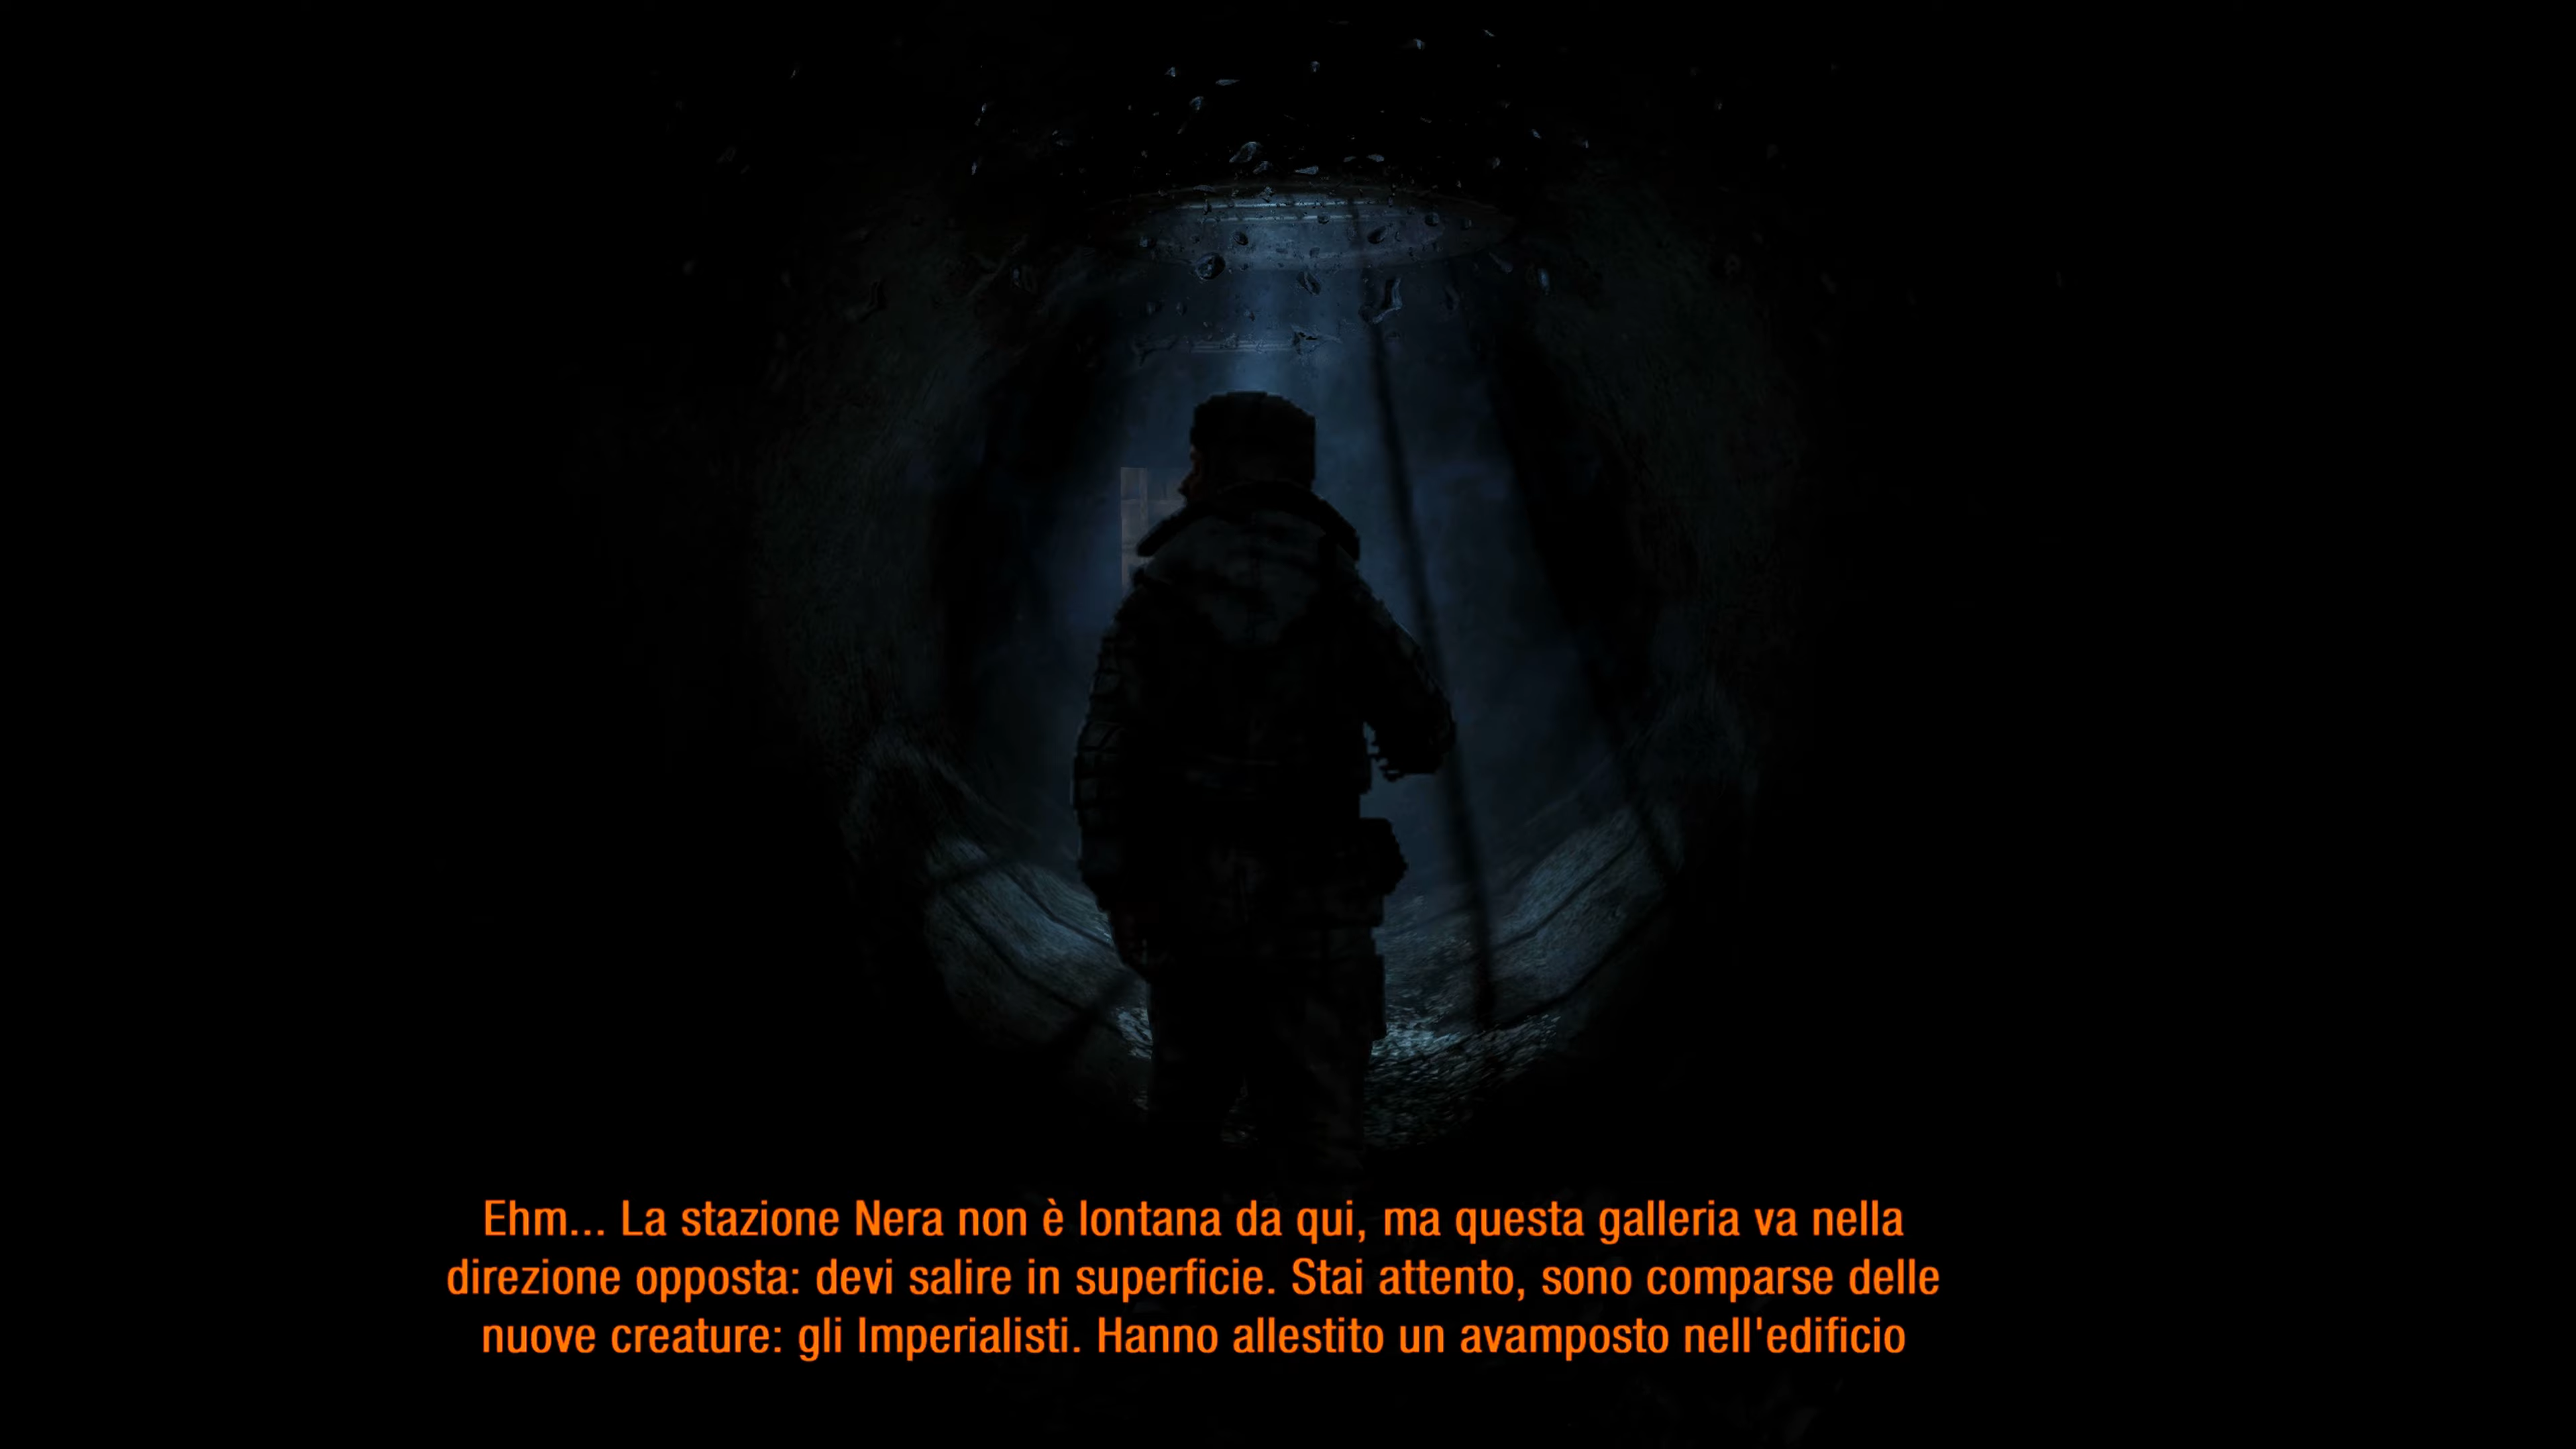 Ehm... La stazione Nera non è lontana da qui, ma questa galleria va nella
direzione opposta: devi salire in superficie. Stai attento, sono comparse delle
nuove creature: gli Imperialisti. Hanno allestito un avamposto nell'edificio